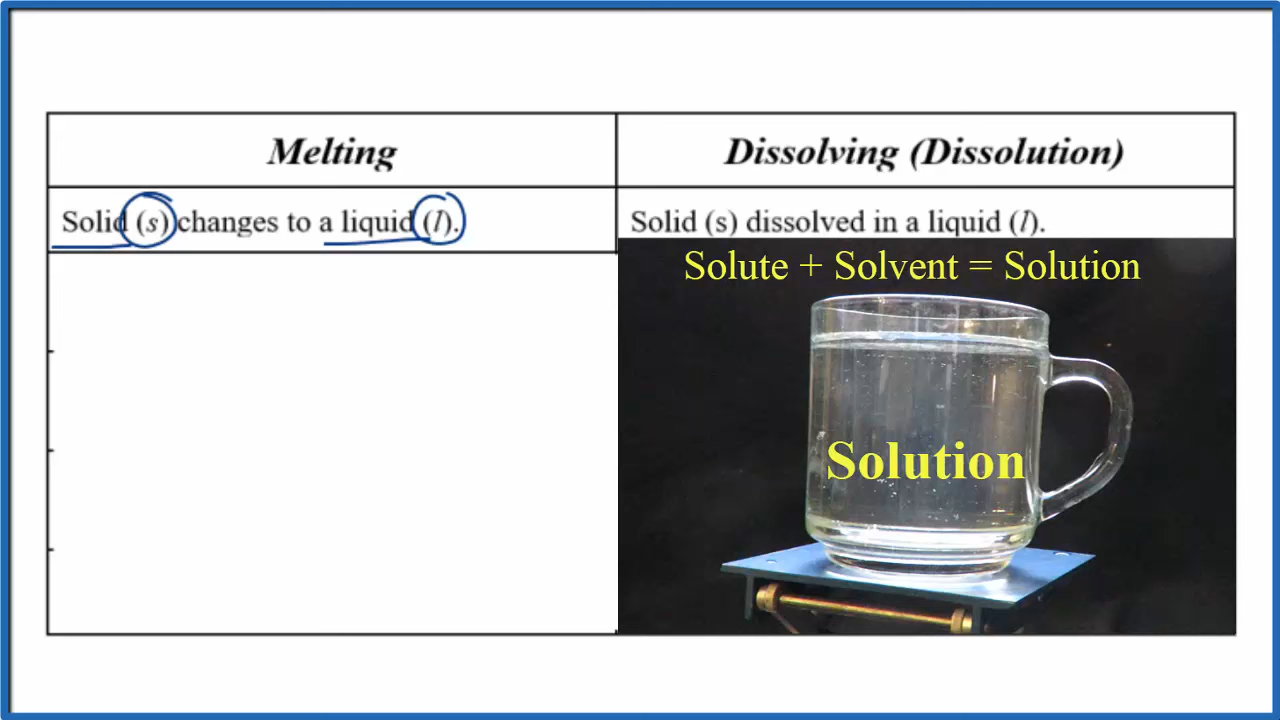 Melting
Dissolving (Dissolution)
Solid (s) changes to a liquid (l).
Solid (s) dissolved in a liquid (l).
Solute + Solvent = Solution
Solution